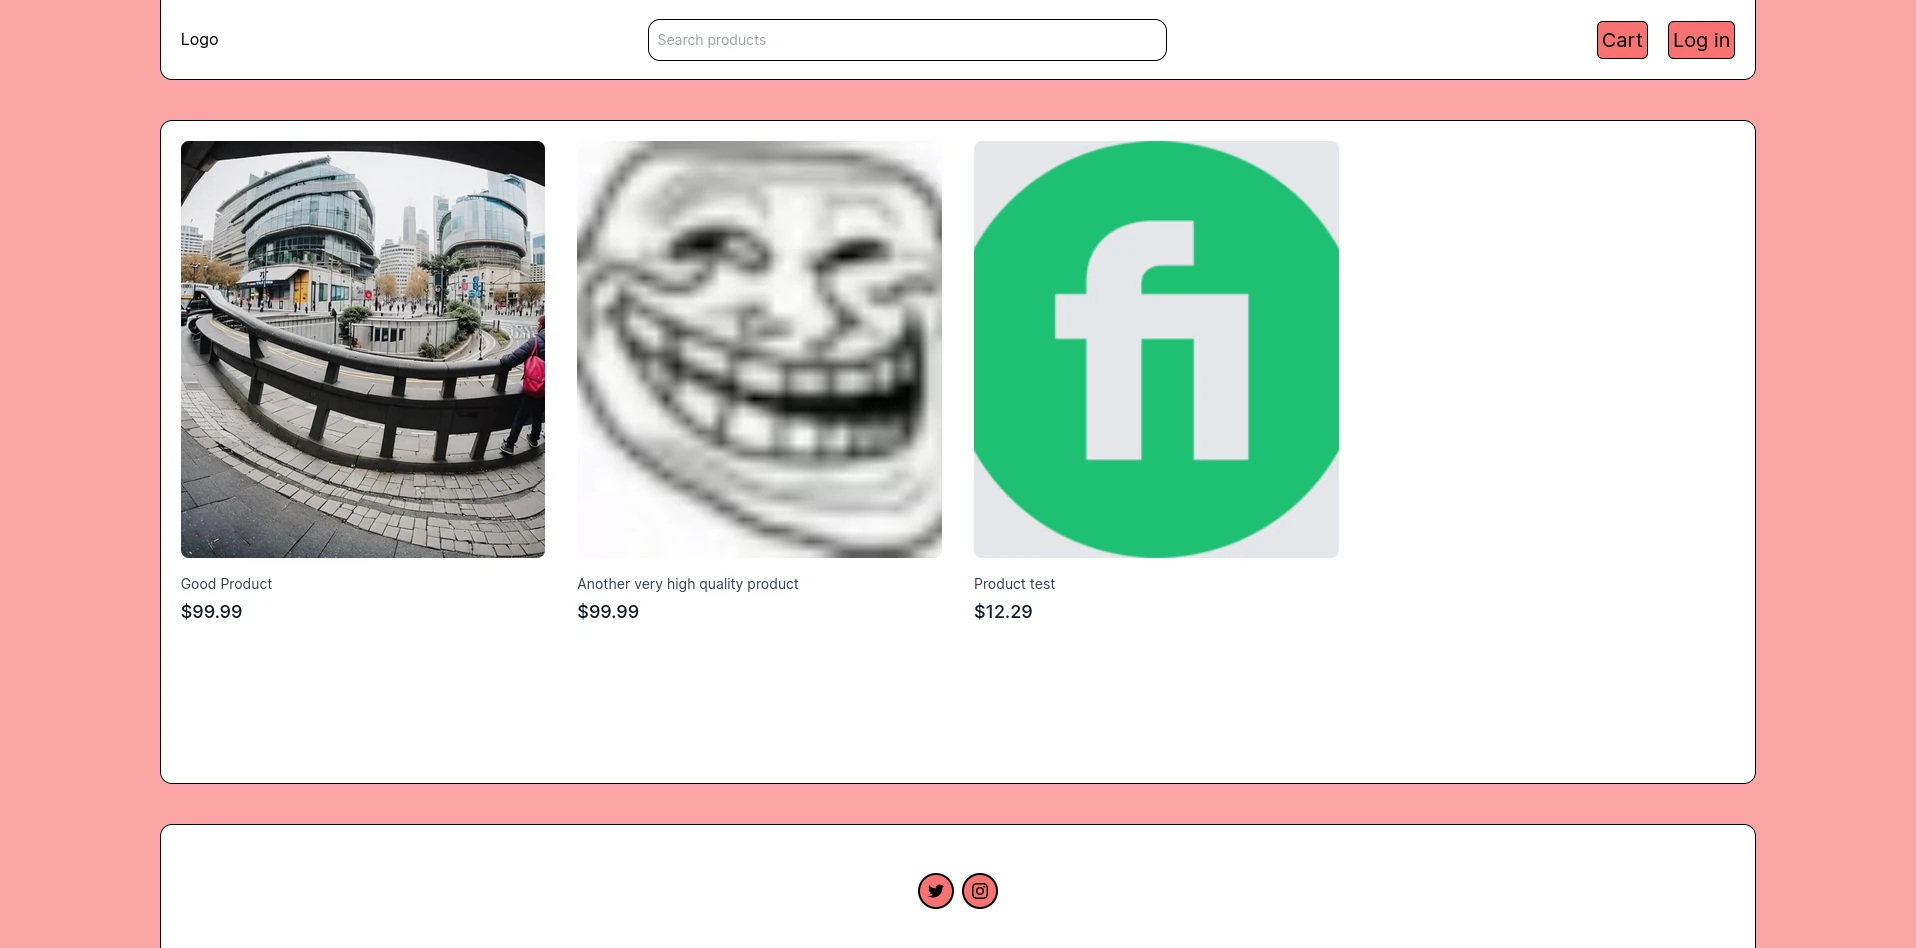 Logo
Search products
Cart
Log in
fi
Good Product
$99.99
Another very high quality product
$99.99
Product test
$12.29